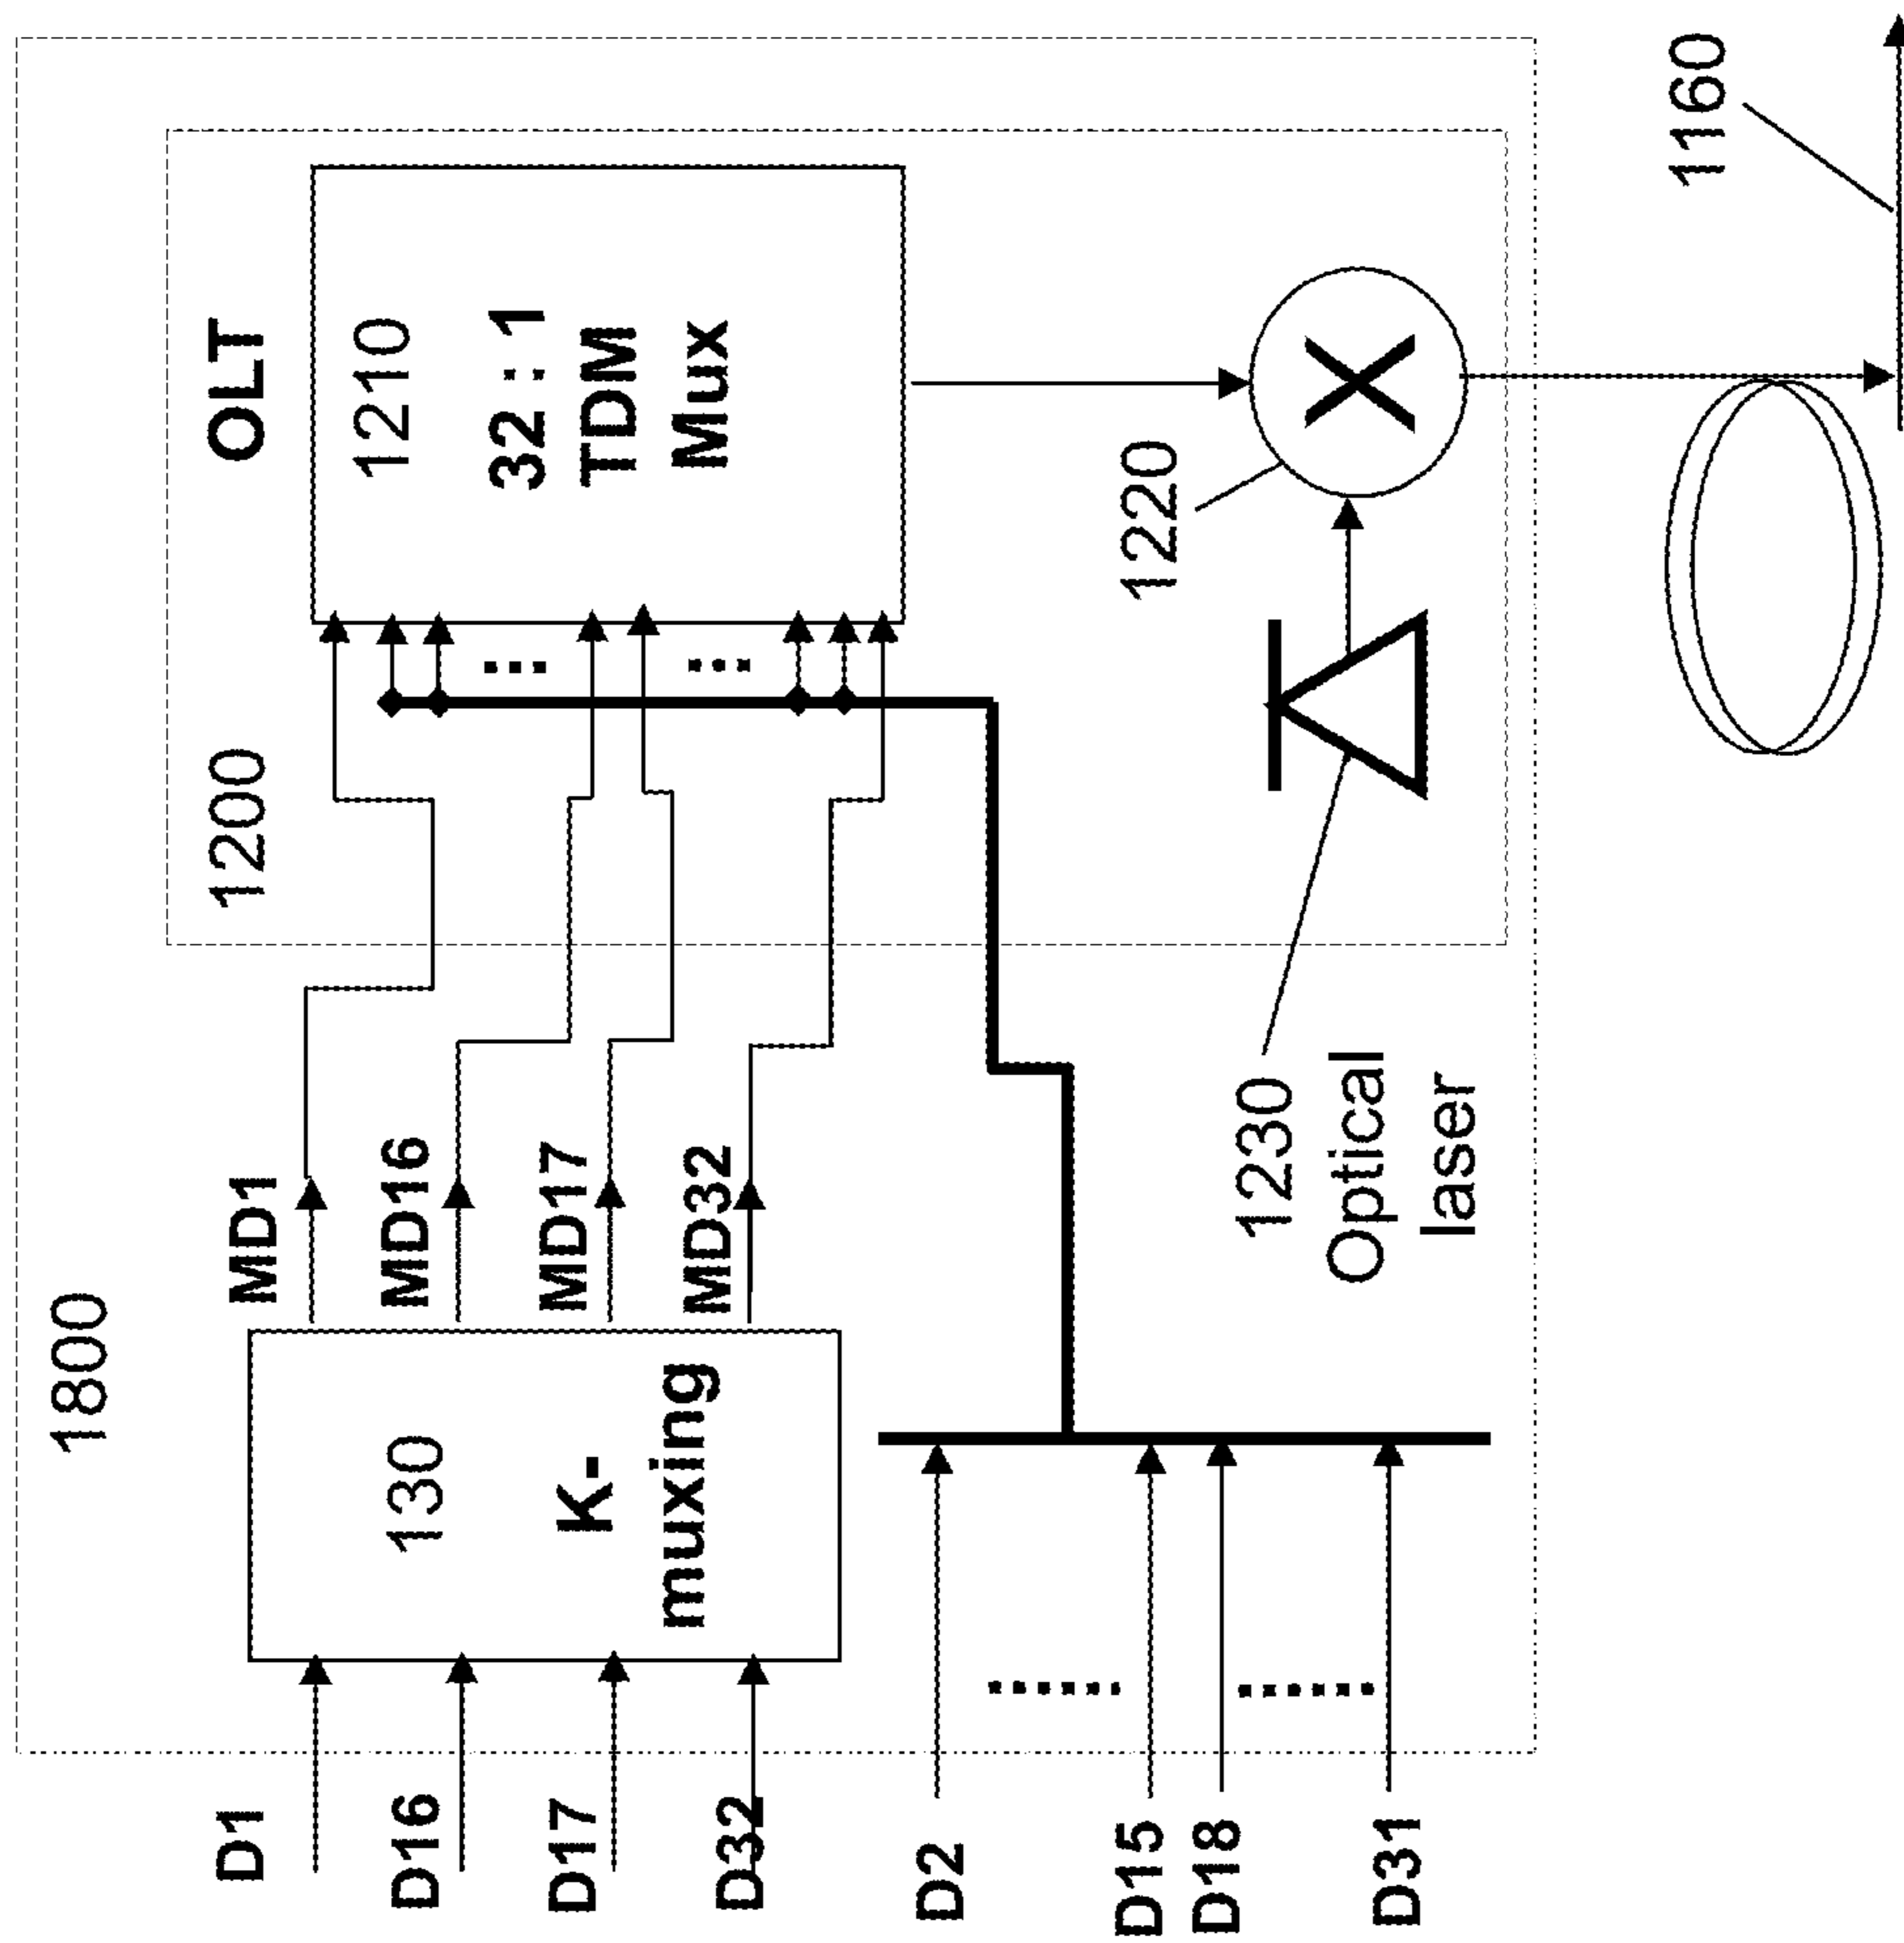 1800
1200
OLT
1210
32 : 1
TDM
Mux
MD1
MD16
MD17
MD32
130
K-
muxing
D1
D16
D17
D32
D2
D15
D18
D31
1220
1230
Optical
laser
1160